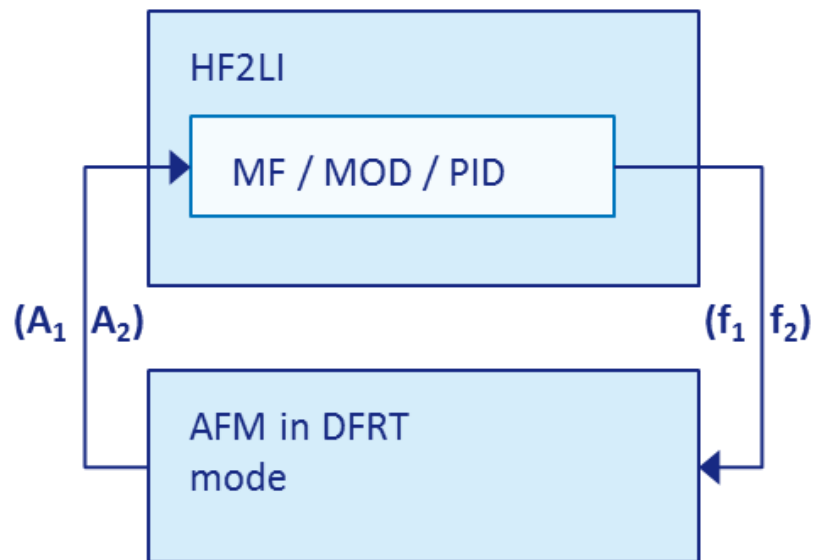 HF2LI
MF / MOD / PID
(A₁ A₂)
(f₁ f₂)
AFM in DFRT
mode